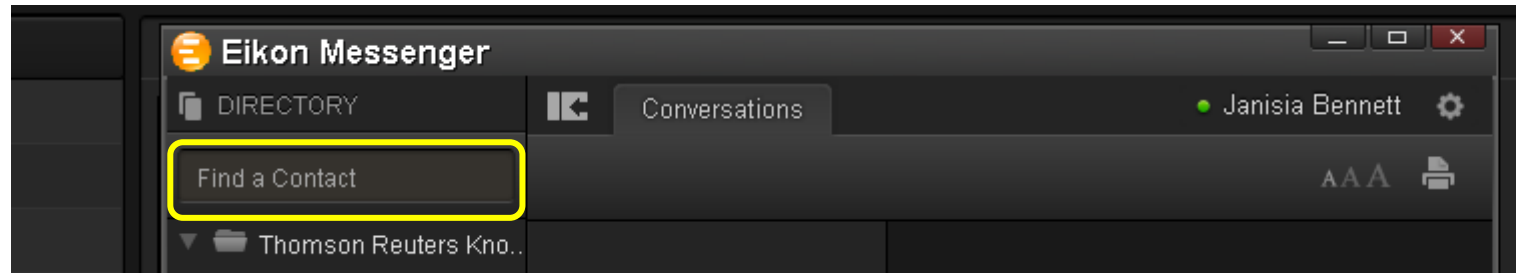 Eikon Messenger
DIRECTORY
Conversations
Janisia Bennett
Find a Contact
AAA
Thomson Reuters Kno..